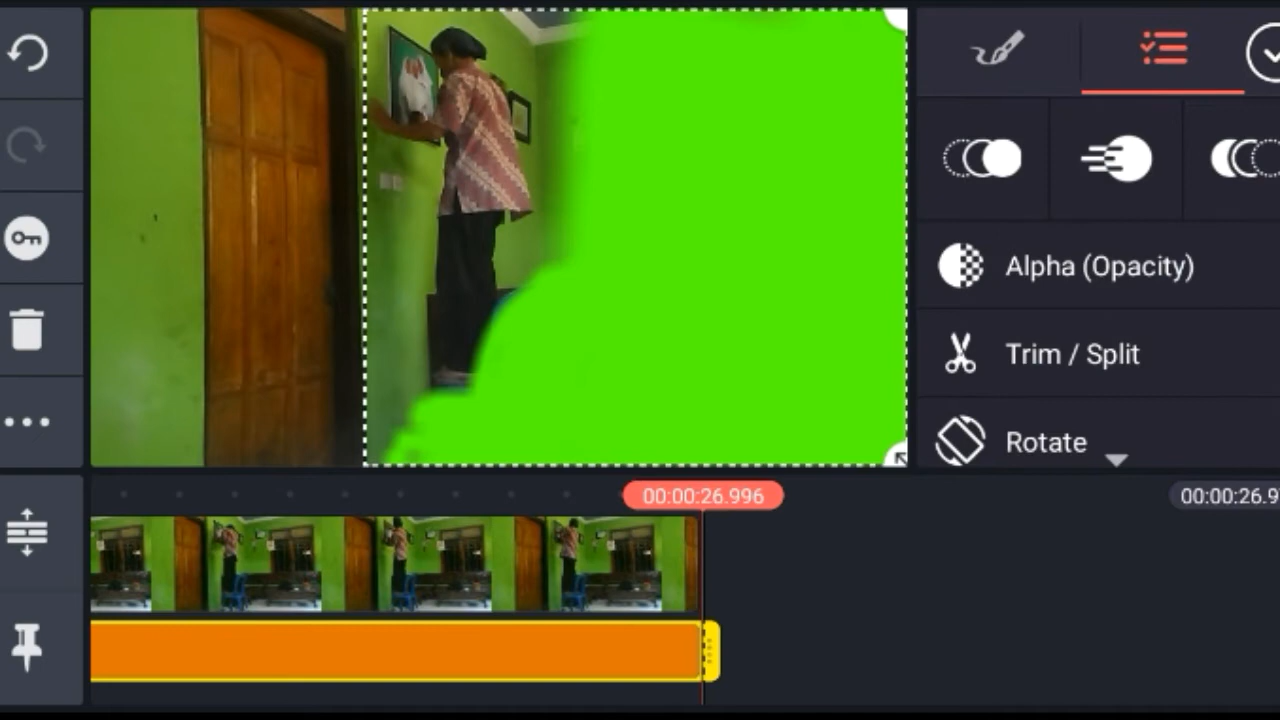 Alpha (Opacity)
Trim / Split
Rotate
00:00:26.996
00:00:26.9